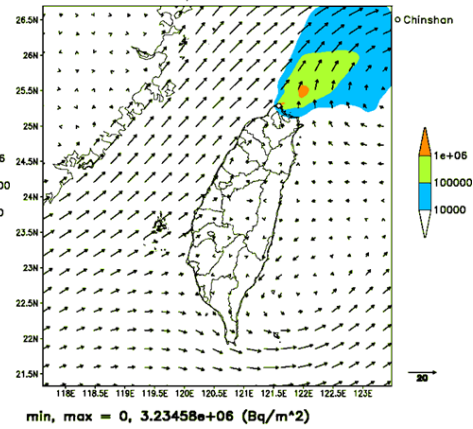 26.5N
Chinshan
26N
25.5N
25N
24.5N
24N
23.5N
23N
22.5N
22N
21.5N
1e+06
100000
10000
118E 118.5E 119E 119.5E 120E 120.5E 121E 121.5E 122E 122.5E 123E
20
min, max = 0, 3.23458e+06 (Bq/m^2)